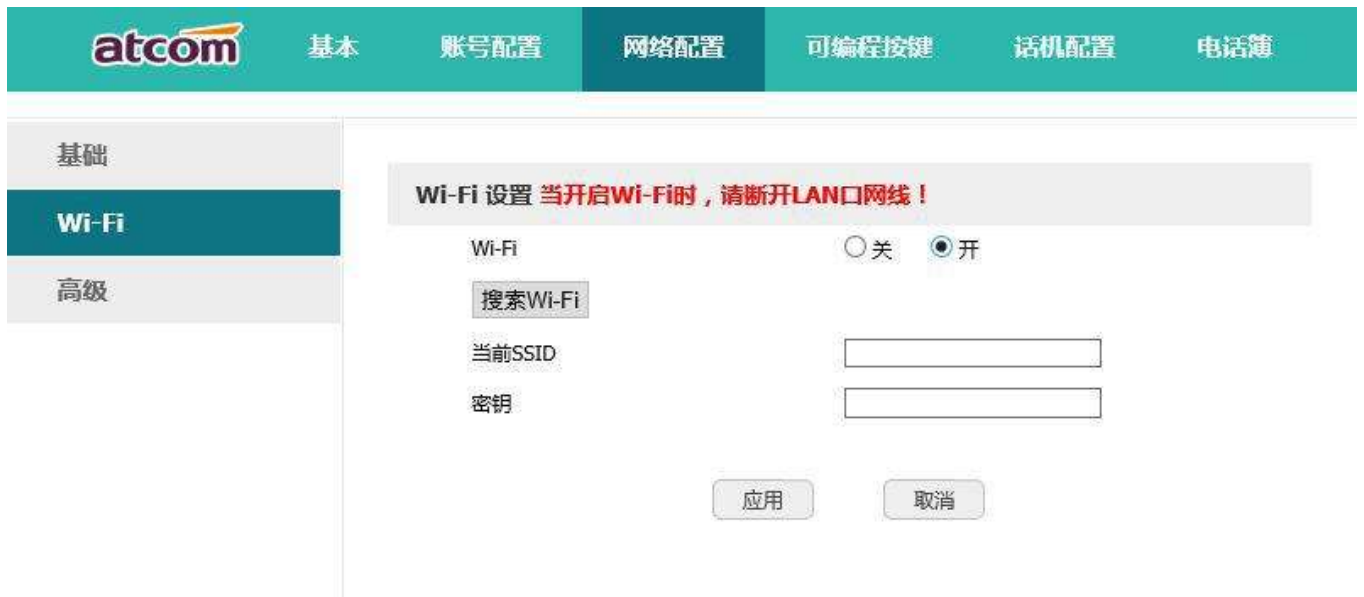 atcom 基本 账号配置 网络配置 可编程按键 话机配置 电话簿
基础
Wi-Fi
高级
Wi-Fi 设置 当开启Wi-Fi时，请断开LAN口网线！
Wi-Fi 关 开
搜索Wi-Fi
当前SSID
密钥
应用 取消